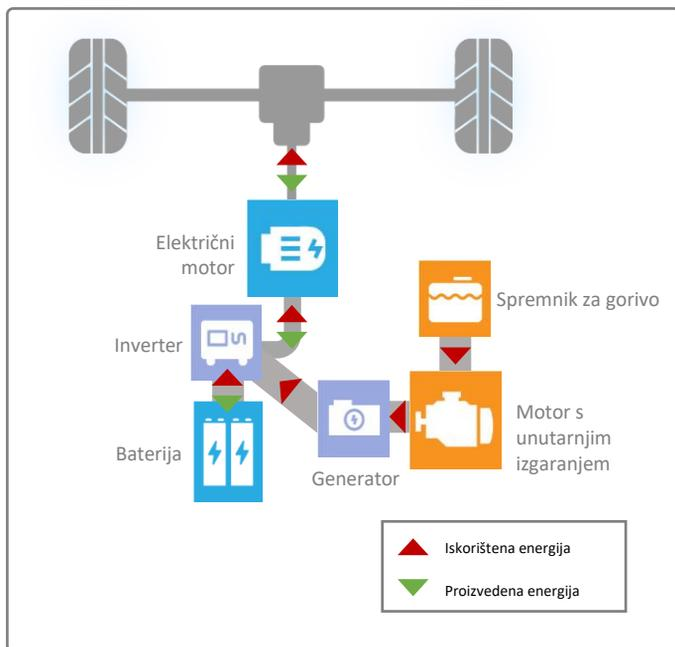 Električni
motor
Spremnik za gorivo
Inverter
Baterija
Generator
Motor s
unutarnjim
izgaranjem
Iskorištena energija
Proizvedena energija